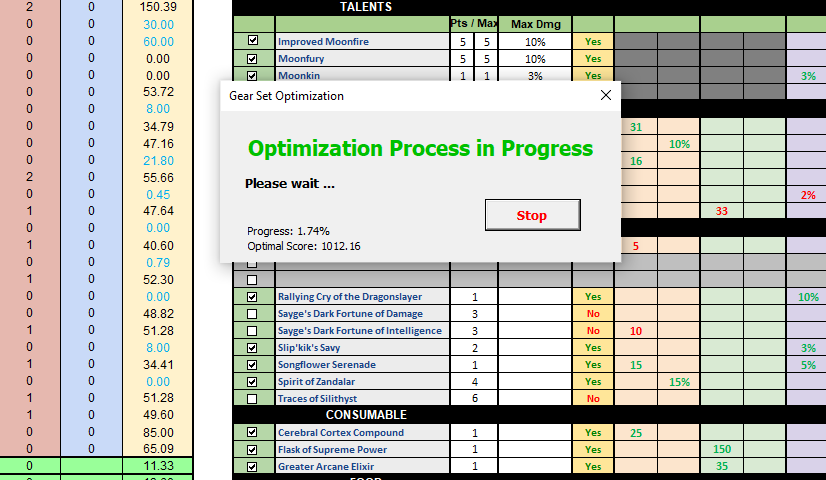 2 0 150.39 TALENTS
0 0 30.00 Pts / Max Max Dmg
0 0 60.00 Improved Moonfire 5 5 10% Yes
0 0 0.00 Moonfury 5 5 10% Yes
0 0 0.00 Moonkin 1 1 3% Yes 3%
0 0 53.72
0 0 8.00
0 0 34.79
0 0 47.16
0 0 21.80
2 0 55.66
0 0 0.45
1 0 47.64
0 0 0.00
1 0 40.60
0 0 0.79
1 0 52.30
Gear Set Optimization
Optimization Process in Progress
Please wait ...
Stop
Progress: 1.74%
Optimal Score: 1012.16
31
10%
16
2%
33
5
0 0 0.00 Rallying Cry of the Dragonslayer 1 Yes 10%
0 0 48.82 Sayge's Dark Fortune of Damage 3 No
1 0 51.28 Sayge's Dark Fortune of Intelligence 3 No 10
0 0 8.00 Slip'kik's Savy 2 Yes 3%
1 0 34.41 Songflower Serenade 1 Yes 15 5%
0 0 0.00 Spirit of Zandalar 4 Yes 15%
1 0 51.28 Traces of Silithyst 6 No
1 0 49.60 CONSUMABLE
0 0 85.00 Cerebral Cortex Compound 1 Yes 25
0 0 65.09 Flask of Supreme Power 1 Yes 150
0 0 11.33 Greater Arcane Elixir 1 Yes 35